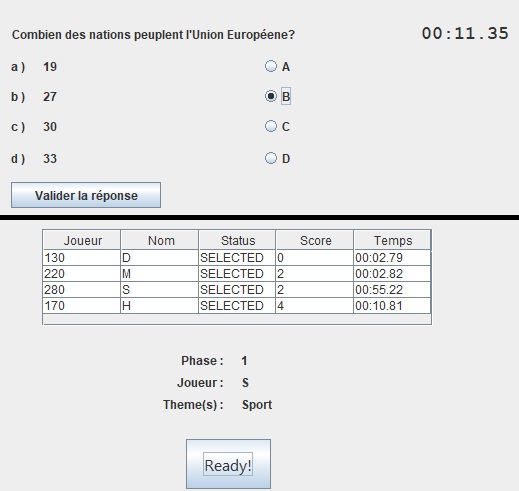 Combien des nations peuplent l'Union Européene? 00:11.35
a ) 19 A
b ) 27 B
c ) 30 C
d ) 33 D
Valider la réponse
Joueur Nom Status Score Temps
130 D SELECTED 0 00:02.79
220 M SELECTED 2 00:02.82
280 S SELECTED 2 00:55.22
170 H SELECTED 4 00:10.81
Phase : 1
Joueur : S
Theme(s) : Sport
Ready!